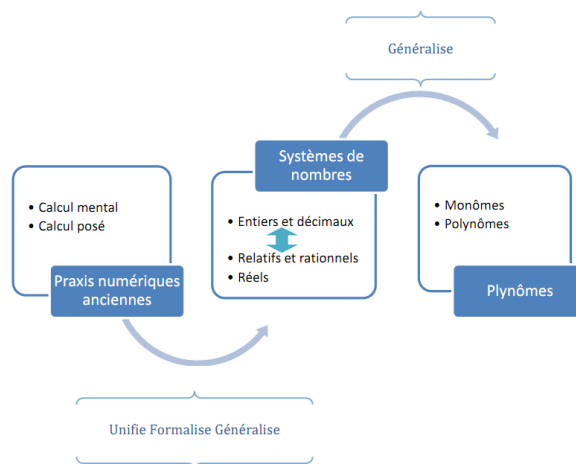 Généralise
Systèmes de
nombres
• Calcul mental
• Calcul posé
Praxis numériques
anciennes
• Entiers et décimaux
• Relatifs et rationnels
• Réels
• Monômes
• Polynômes
Plynômes
Unifie Formalise Généralise